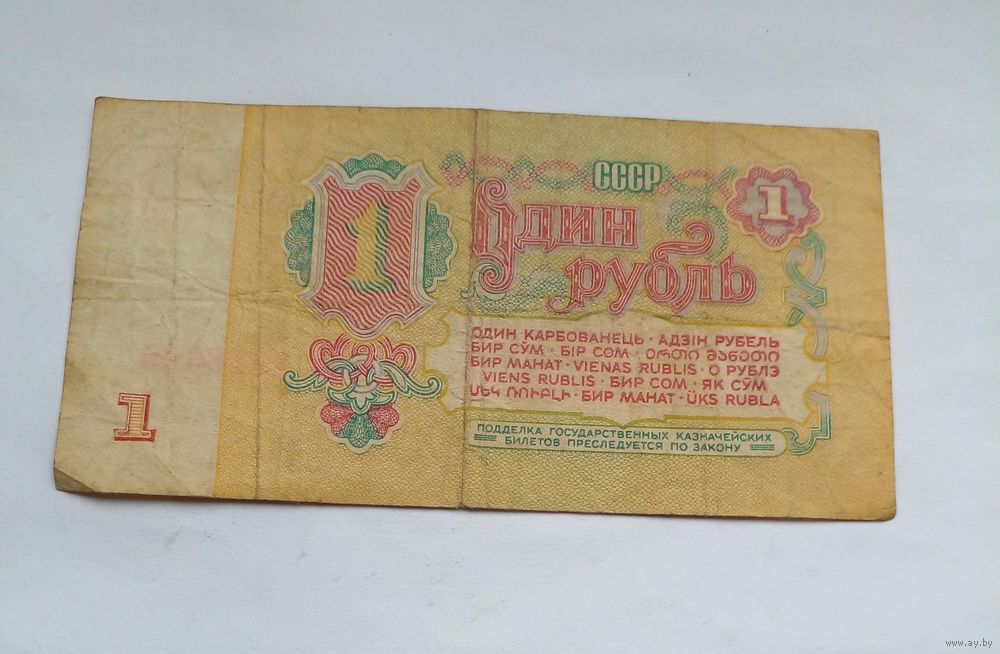 СССР
1
1
Один
рубль
ОДИН КАРБОВАНЕЦЬ · АДЗІН РУБЕЛЬ
БИР СЎМ · БІР СОМ · ᲝᲠᲗᲘ ᲛᲐᲜᲔᲗᲘ
БИР МАНАТ · VIENAS RUBLIS · О РУБЛЭ
VIENS RUBLIS · БИР СОМ · ЯК СӮМ
ՄԵԿ ՌՈՒԲԼԻ · БИР МАНАТ · ÜKS RUBLA
1
ПОДДЕЛКА ГОСУДАРСТВЕННЫХ КАЗНАЧЕЙСКИХ
БИЛЕТОВ ПРЕСЛЕДУЕТСЯ ПО ЗАКОНУ
www.ay.by